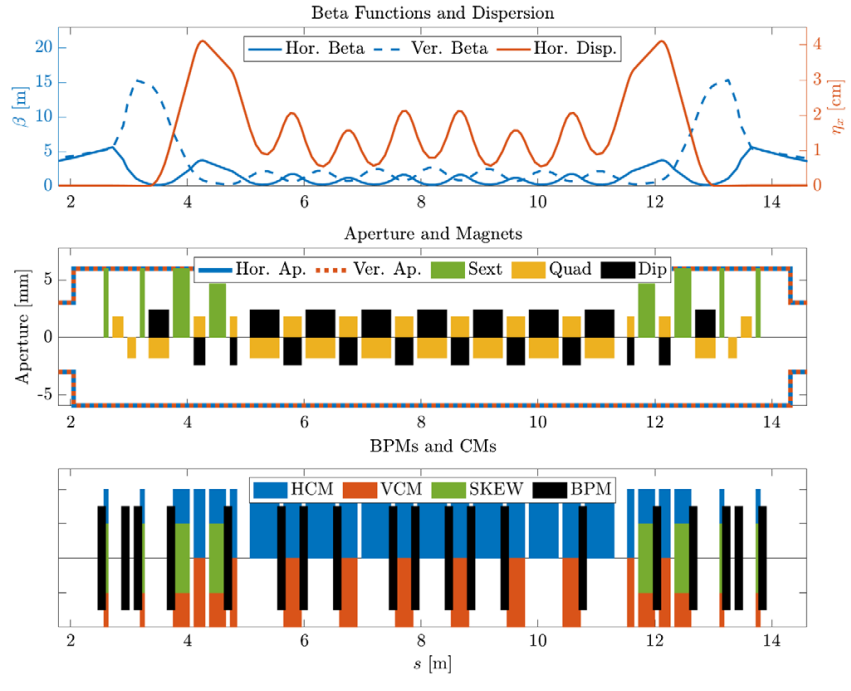 Beta Functions and Dispersion
Hor. Beta Ver. Beta Hor. Disp.
20
15
10
5
0
β [m]
4
3
2
1
0
ηx [cm]
2 4 6 8 10 12 14
Aperture and Magnets
Hor. Ap. Ver. Ap. Sext Quad Dip
5
0
-5
Aperture [mm]
2 4 6 8 10 12 14
BPMs and CMs
HCM VCM SKEW BPM
2 4 6 8 10 12 14
s [m]